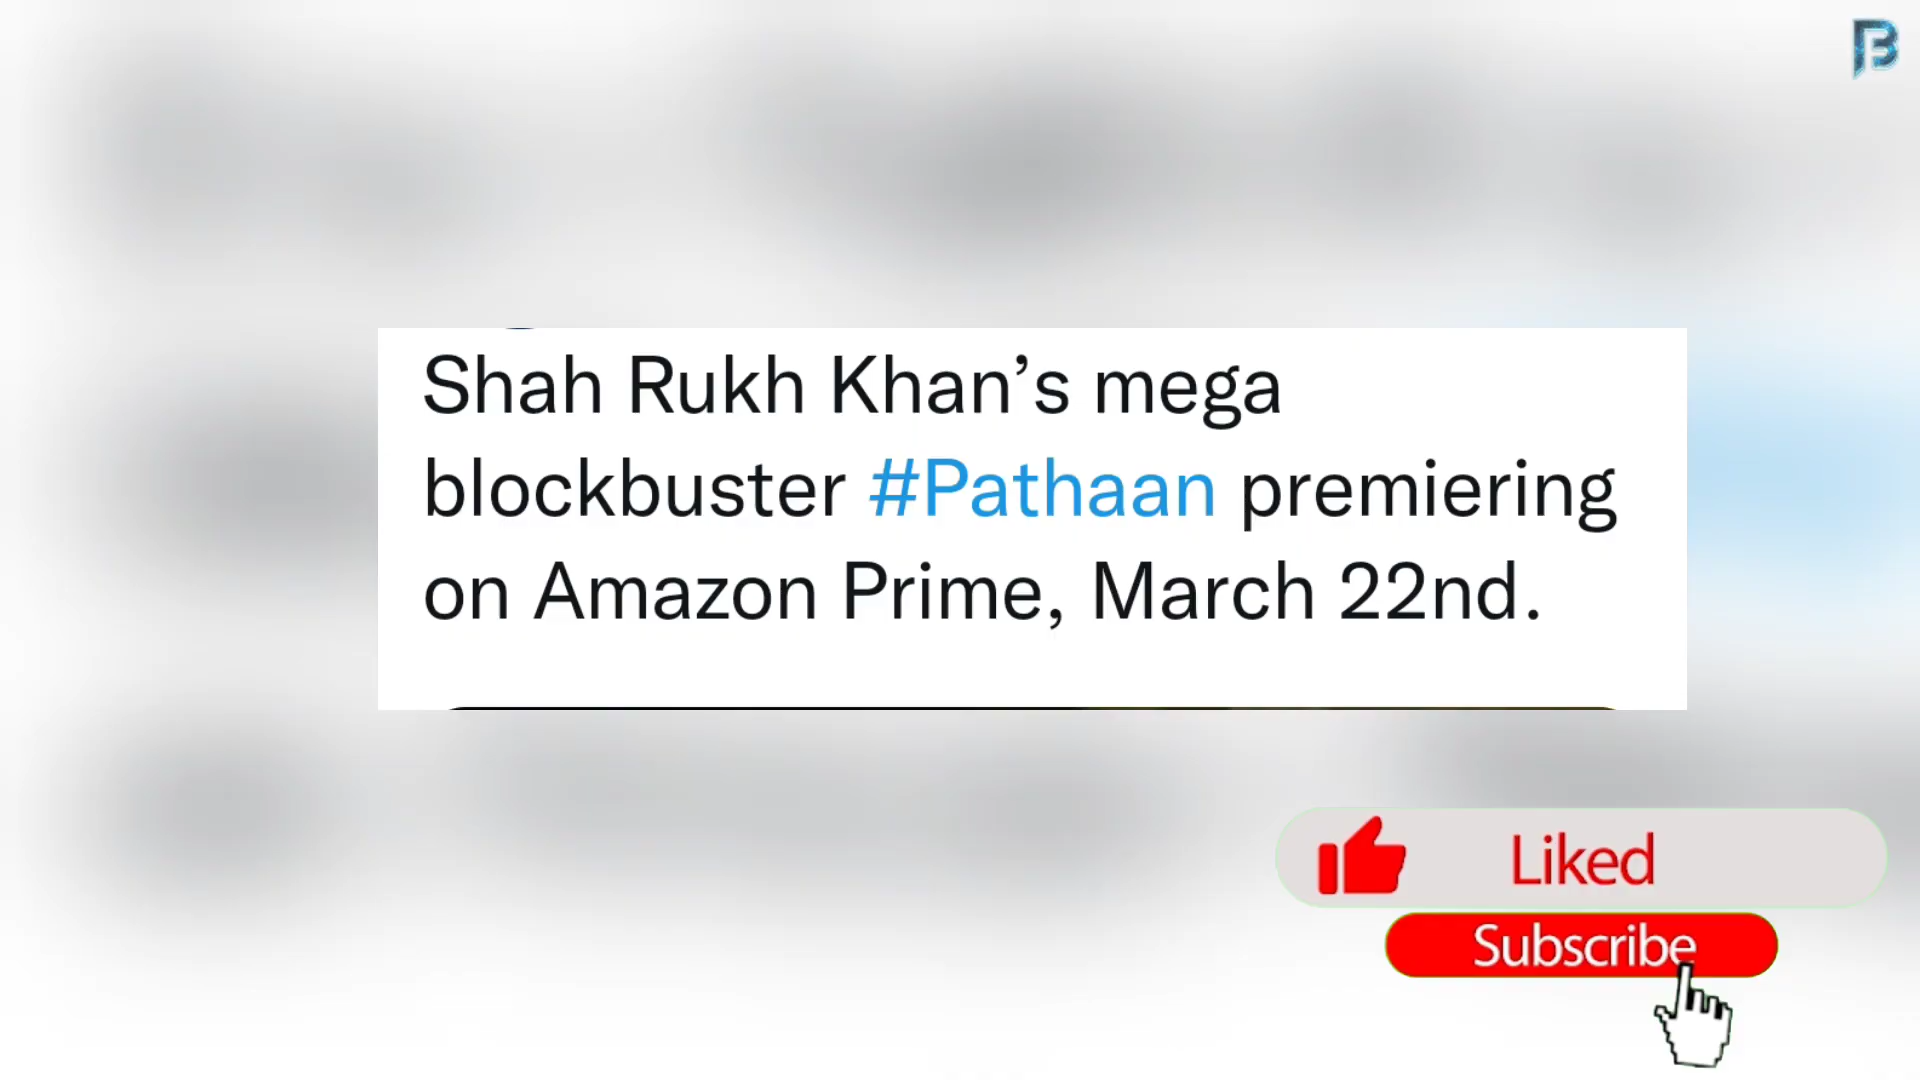 Shah Rukh Khan’s mega
blockbuster #Pathaan premiering
on Amazon Prime, March 22nd.
Liked
Subscribe